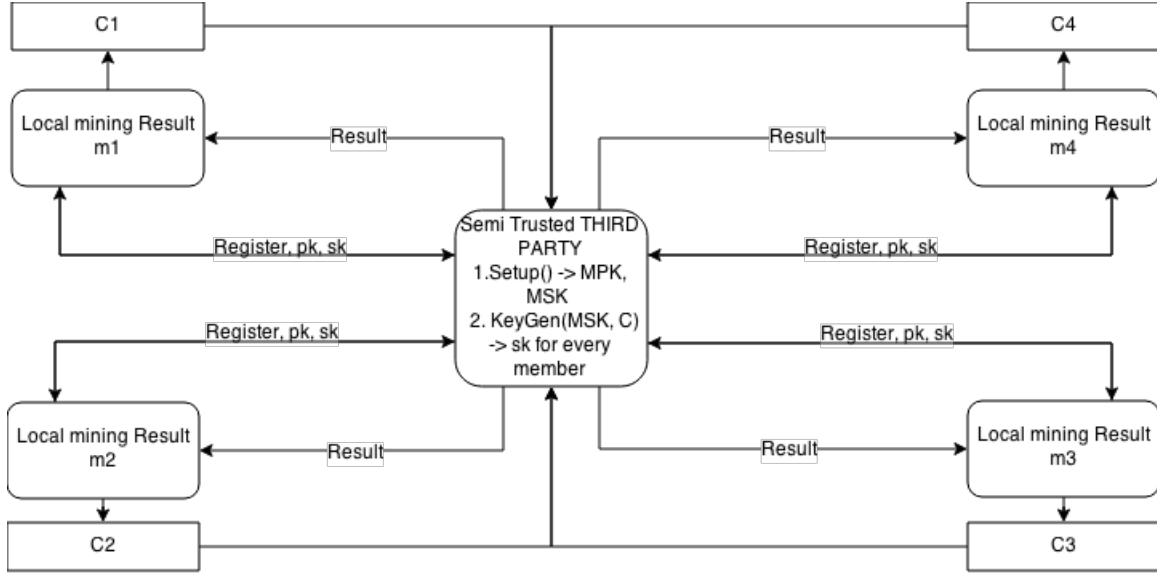 C1
C4
Local mining Result
m1
Local mining Result
m4
Result
Result
Semi Trusted THIRD
PARTY
1.Setup() -> MPK,
MSK
2. KeyGen(MSK, C)
-> sk for every
member
Register, pk, sk
Register, pk, sk
Register, pk, sk
Register, pk, sk
Local mining Result
m2
Local mining Result
m3
Result
Result
C2
C3